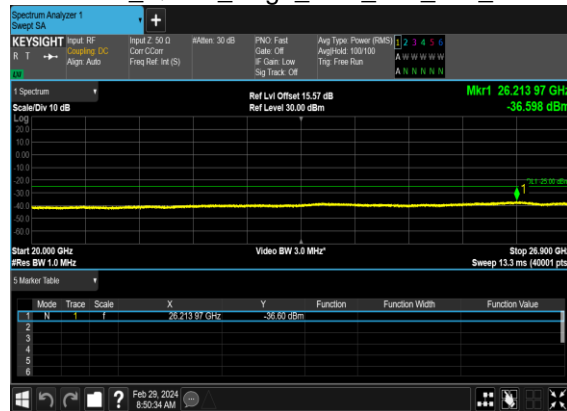 Spectrum Analyzer 1
Swept SA
+
KEYSIGHT Input: RF Input Z: 50 Ω #Atten: 30 dB PNO: Fast Avg Type: Power (RMS) 1 2 3 4 5 6
R T Coupling: DC Corr CCorr Gate: Off Avg|Hold: 100/100 A W W W W W
Align: Auto Freq Ref: Int (S) IF Gain: Low Trig: Free Run
Sig Track: Off A N N N N N
1 Spectrum Ref Lvl Offset 15.57 dB Mkr1 26.213 97 GHz
Scale/Div 10 dB Ref Level 30.00 dBm -36.598 dBm
Log
20.0
10.0
0.00
-10.0
-20.0
DL1 -25.00 dBm
1
-30.0
-40.0
-50.0
-60.0
Start 20.000 GHz Video BW 3.0 MHz* Stop 26.900 GHz
#Res BW 1.0 MHz Sweep 13.3 ms (40001 pts)
5 Marker Table
Mode Trace Scale X Y Function Function Width Function Value
1 N 1 f 26.213 97 GHz -36.60 dBm
2
3
4
5
6
? Feb 29, 2024
8:50:34 AM